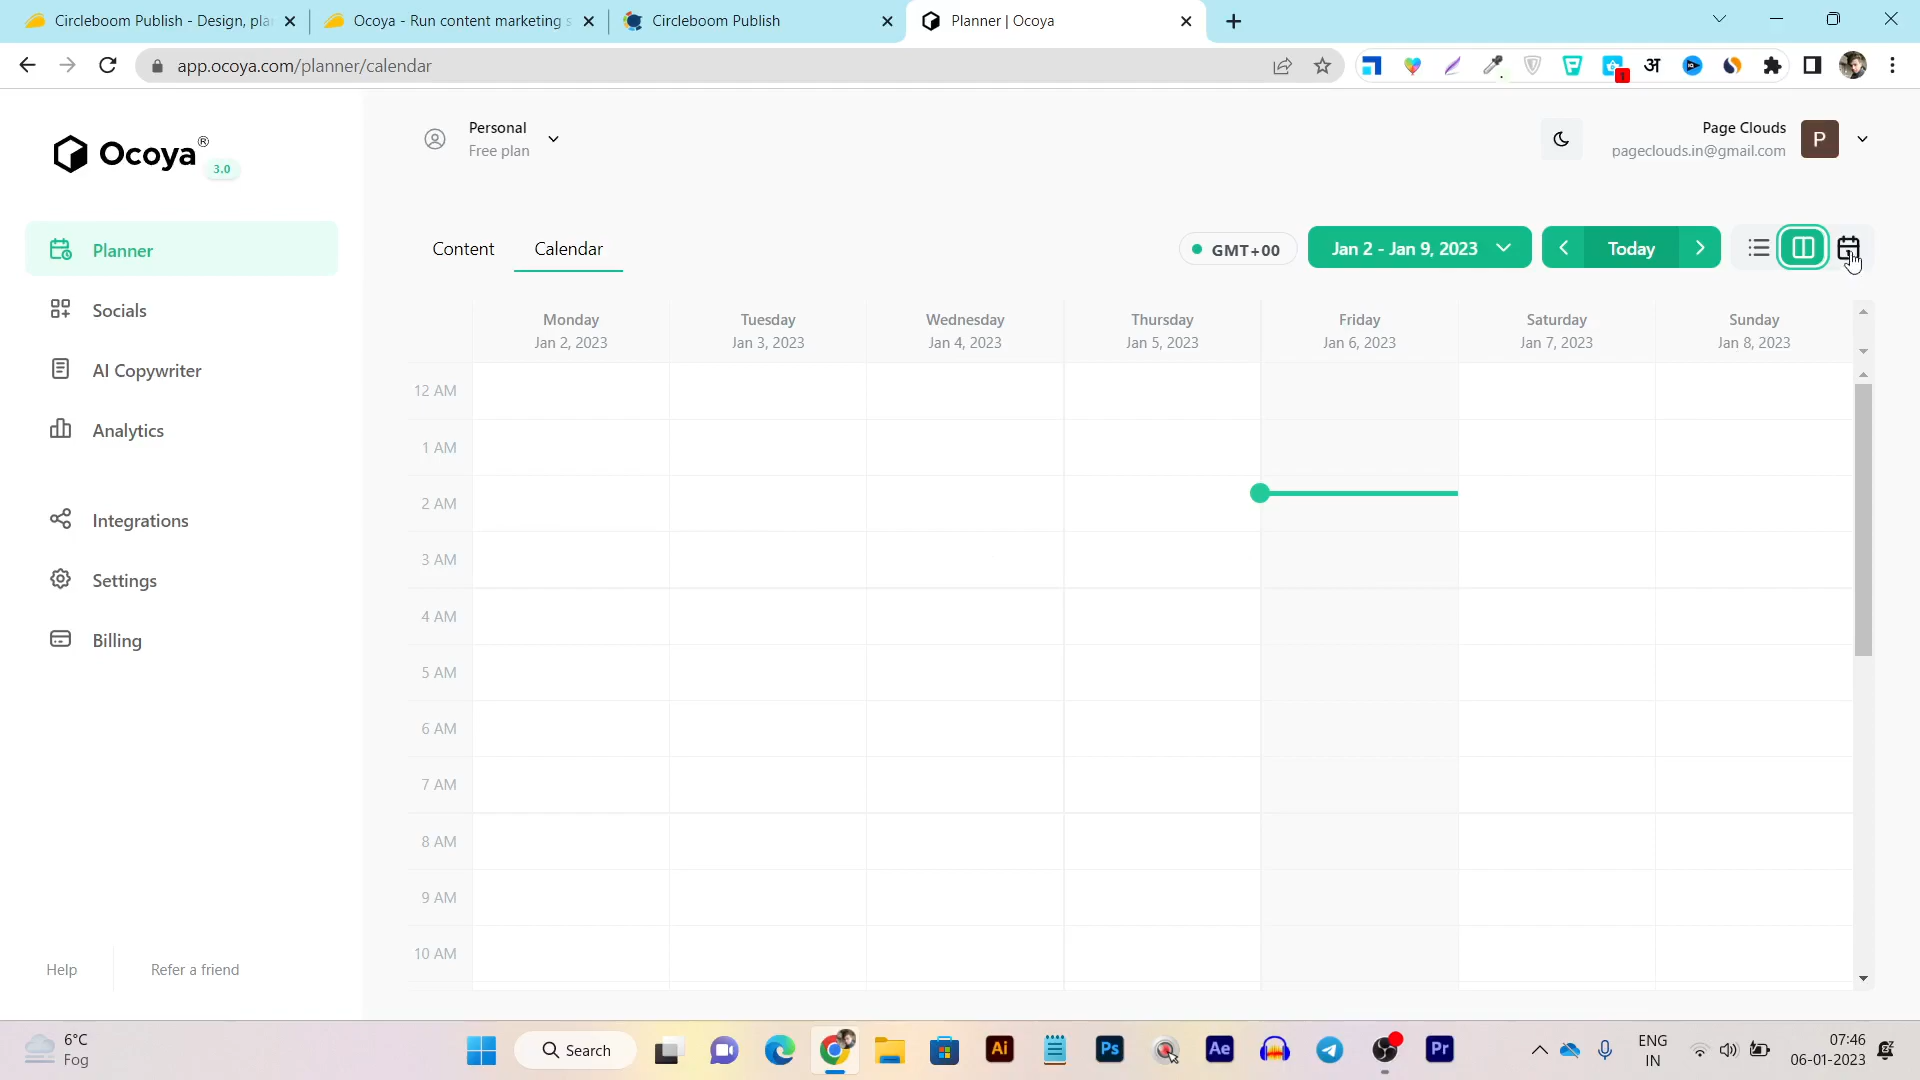 Circleboom Publish - Design, pla
Ocoya - Run content marketing s
Circleboom Publish
Planner | Ocoya
app.ocoya.com/planner/calendar
अ
Ocoya®
3.0
Personal
Free plan
Page Clouds
pageclouds.in@gmail.com
P
Planner
Socials
AI Copywriter
Analytics
Integrations
Settings
Billing
Help
Refer a friend
Content
Calendar
GMT+00
Jan 2 - Jan 9, 2023
Today
Monday
Jan 2, 2023
Tuesday
Jan 3, 2023
Wednesday
Jan 4, 2023
Thursday
Jan 5, 2023
Friday
Jan 6, 2023
Saturday
Jan 7, 2023
Sunday
Jan 8, 2023
12 AM
1 AM
2 AM
3 AM
4 AM
5 AM
6 AM
7 AM
8 AM
9 AM
10 AM
6°C
Fog
Search
Ai
Ps
Ae
Pr
ENG
IN
07:46
06-01-2023